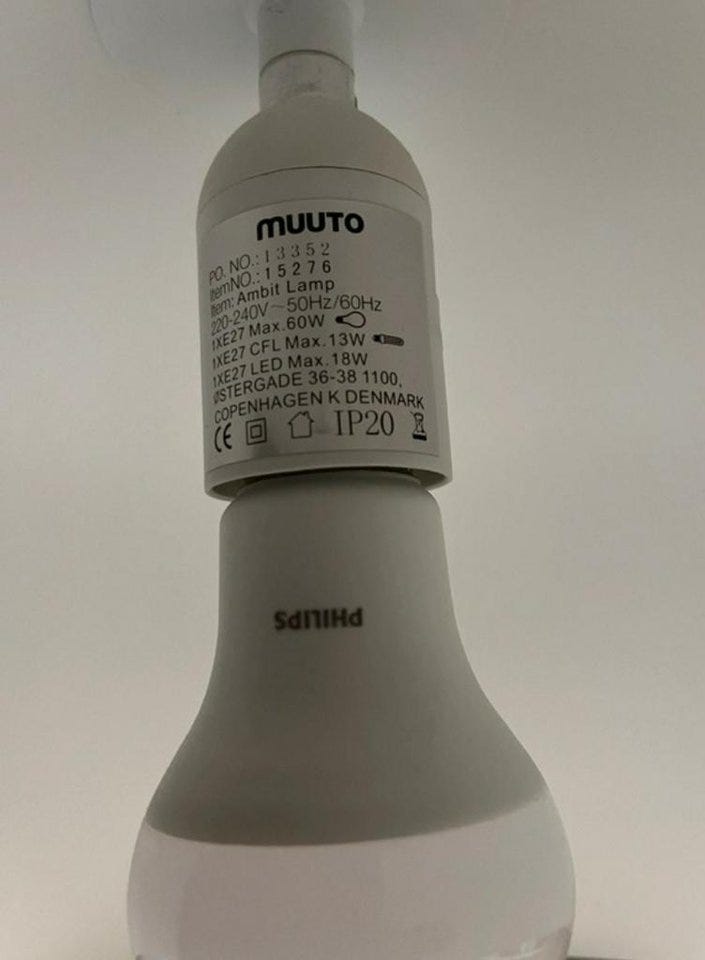 muuto
PO. NO.: 13352
ItemNO.: 15276
Item: Ambit Lamp
220-240V～50Hz/60Hz
1XE27 Max.60W
1XE27 CFL Max.13W
1XE27 LED Max.18W
ØSTERGADE 36-38 1100,
COPENHAGEN K DENMARK
CE IP20
PHILIPS